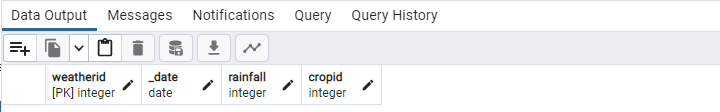 Data Output Messages Notifications Query Query History
weatherid _date rainfall cropid
[PK] integer date integer integer